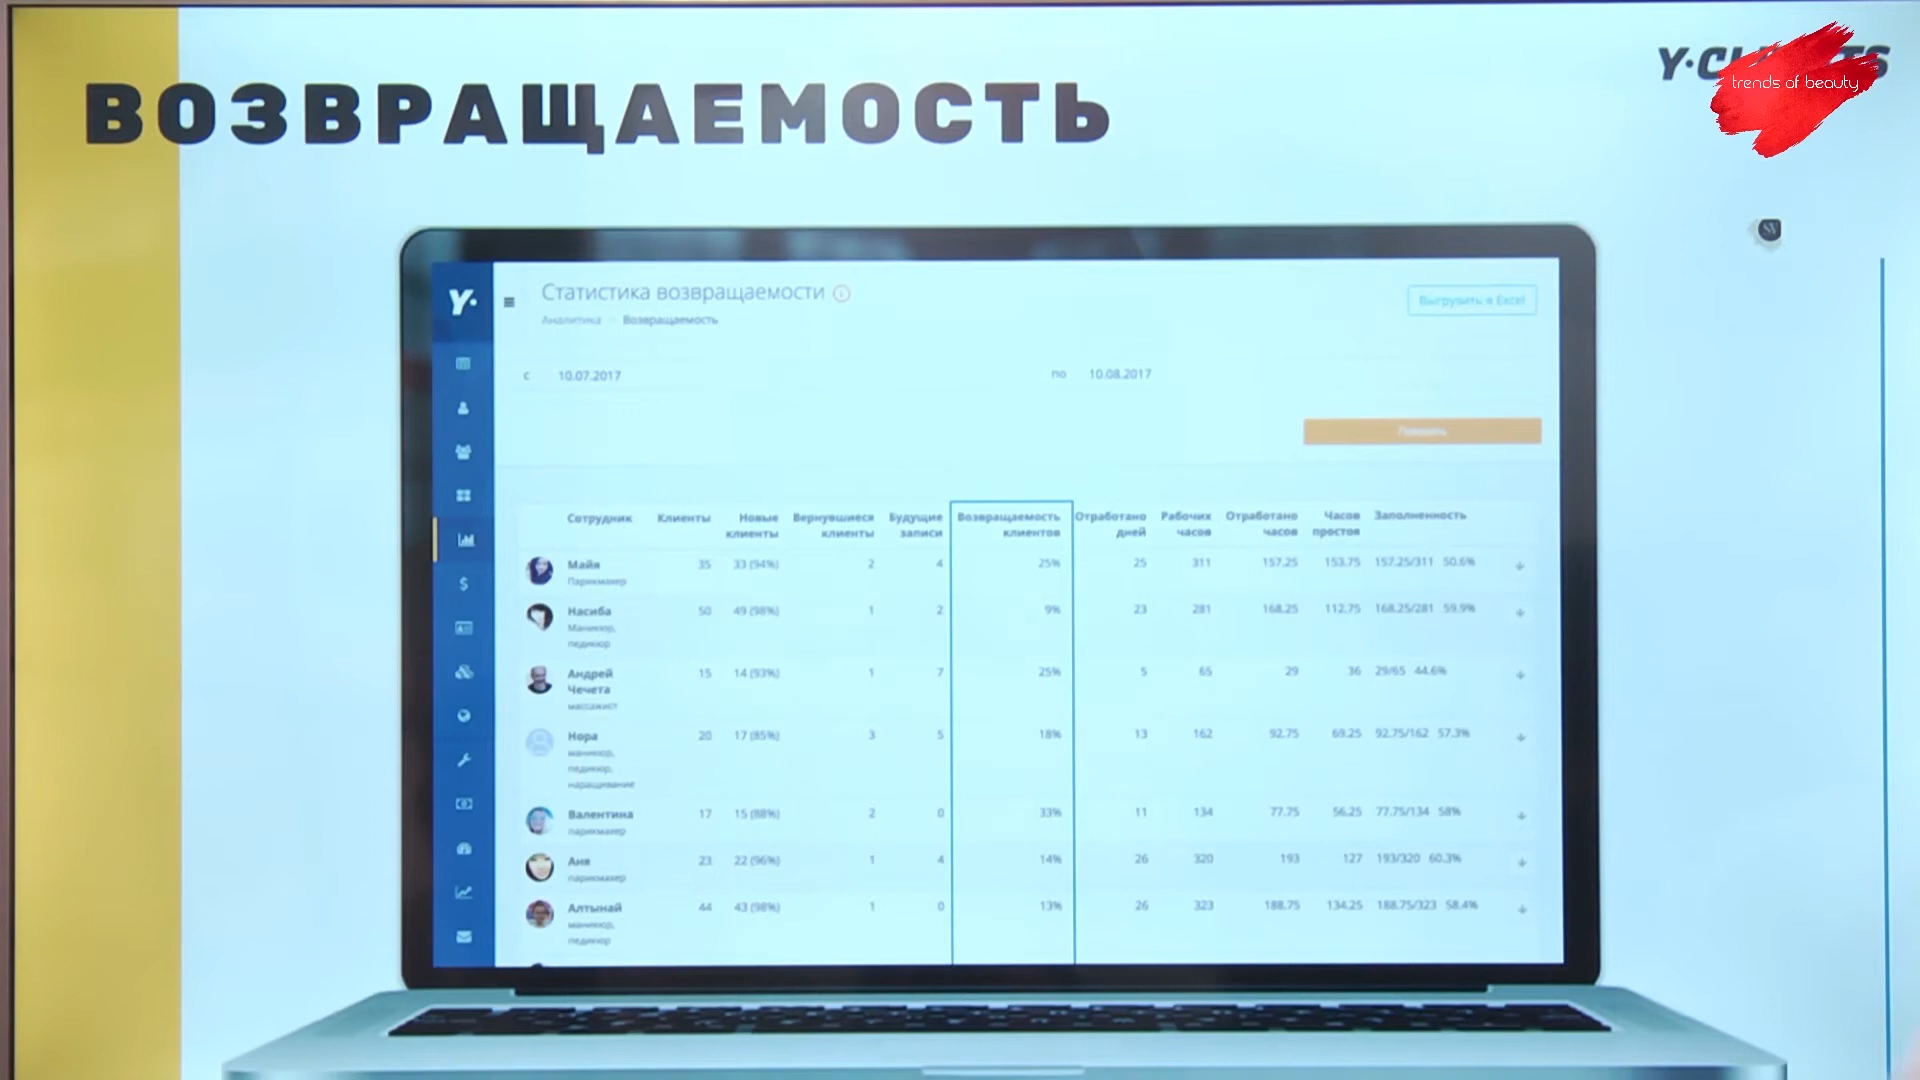 ВОЗВРАЩАЕМОСТЬ
trends of beauty
Статистика возвращаемости
Выгрузить в Excel
Аналитика
Возвращаемость
с 10.07.2017 по 10.08.2017
Показать
Сотрудник Клиенты Новые клиенты Вернувшиеся клиенты Будущие записи Возвращаемость клиентов Отработано дней Рабочих часов Отработано часов Часов простоя Заполненность
Майя 35 33 (94%) 2 4 25% 25 311 157.25 153.75 157.25/311 50.6%
Парикмахер
Насиба 50 49 (98%) 1 2 9% 23 281 168.25 112.75 168.25/281 59.9%
Маникюр,
педикюр
Андрей 15 14 (93%) 1 7 25% 5 65 29 36 29/65 44.6%
Чечета
массажист
Нора 20 17 (85%) 3 5 18% 13 162 92.75 69.25 92.75/162 57.3%
маникюр,
педикюр,
наращивание
Валентина 17 15 (88%) 2 0 33% 11 134 77.75 56.25 77.75/134 58%
парикмахер
Аня 23 22 (96%) 1 4 14% 26 320 193 127 193/320 60.3%
парикмахер
Алтынай 44 43 (98%) 1 0 13% 26 323 188.75 134.25 188.75/323 58.4%
маникюр,
педикюр